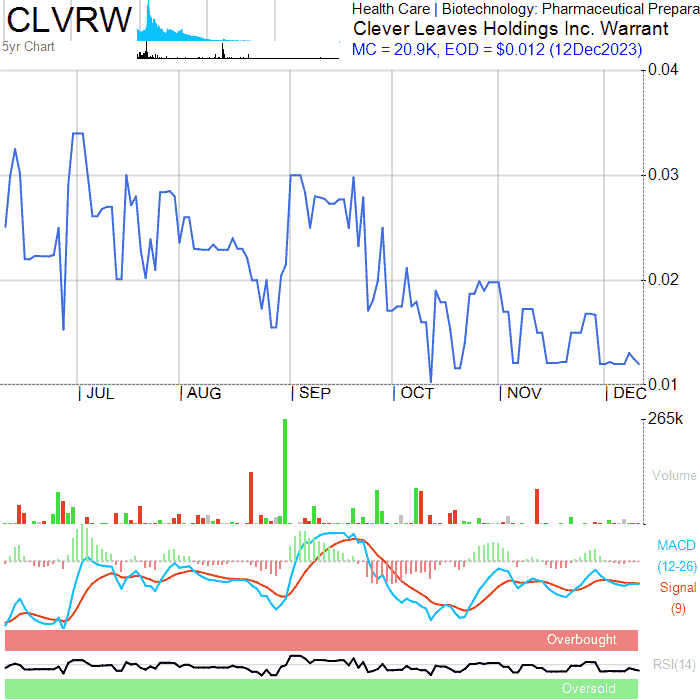 CLVRW
5yr Chart
Health Care | Biotechnology: Pharmaceutical Prepara
Clever Leaves Holdings Inc. Warrant
MC = 20.9K, EOD = $0.012 (12Dec2023)
0.04
0.03
0.02
0.01
JUL AUG SEP OCT NOV DEC
265k
Volume
MACD
(12-26)
Signal
(9)
Overbought
RSI(14)
Oversold